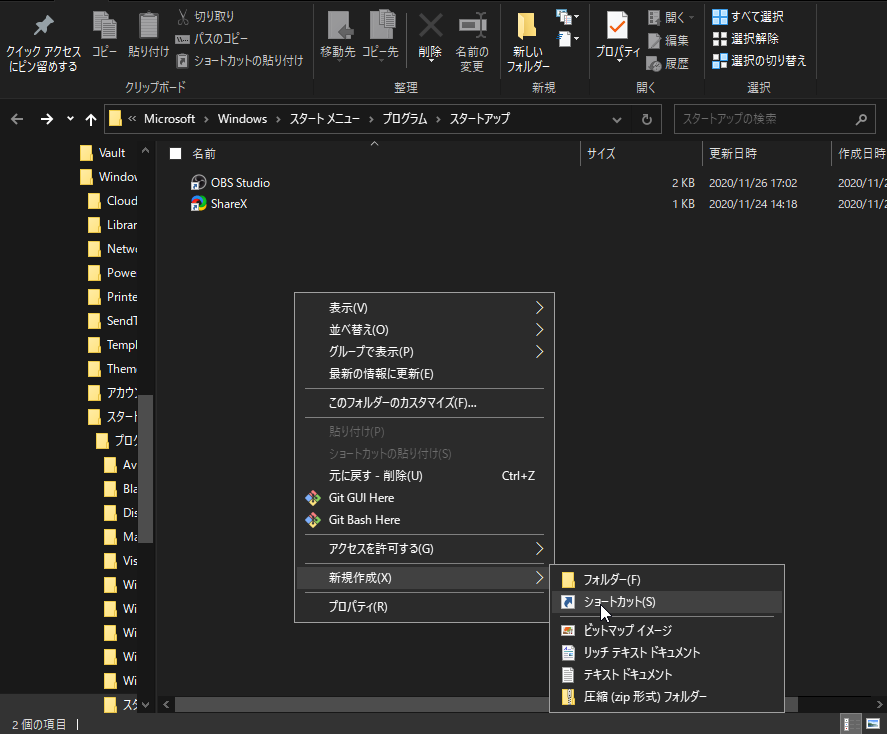 クイック アクセス
にピン留めする
コピー
貼り付け
切り取り
パスのコピー
ショートカットの貼り付け
クリップボード
移動先
コピー先
削除
名前の
変更
整理
新しい
フォルダー
新規
プロパティ
開く
編集
履歴
開く
すべて選択
選択解除
選択の切り替え
選択
« Microsoft > Windows > スタート メニュー > プログラム > スタートアップ
スタートアップの検索
Vault
Window
Cloud
Librar
Netwo
Power
Printe
SendT
Templ
Theme
アカウン
スタート
プログ
Av
Bla
Dis
Ma
Vis
Wi
Wi
Wi
Wi
Wi
スタ
名前
サイズ
更新日時
作成日時
OBS Studio
2 KB
2020/11/26 17:02
2020/11/2
ShareX
1 KB
2020/11/24 14:18
2020/11/2
表示(V)
並べ替え(O)
グループで表示(P)
最新の情報に更新(E)
このフォルダーのカスタマイズ(F)...
貼り付け(P)
ショートカットの貼り付け(S)
元に戻す - 削除(U) Ctrl+Z
Git GUI Here
Git Bash Here
アクセスを許可する(G)
新規作成(X)
プロパティ(R)
フォルダー(F)
ショートカット(S)
ビットマップ イメージ
リッチ テキスト ドキュメント
テキスト ドキュメント
圧縮 (zip 形式) フォルダー
2 個の項目